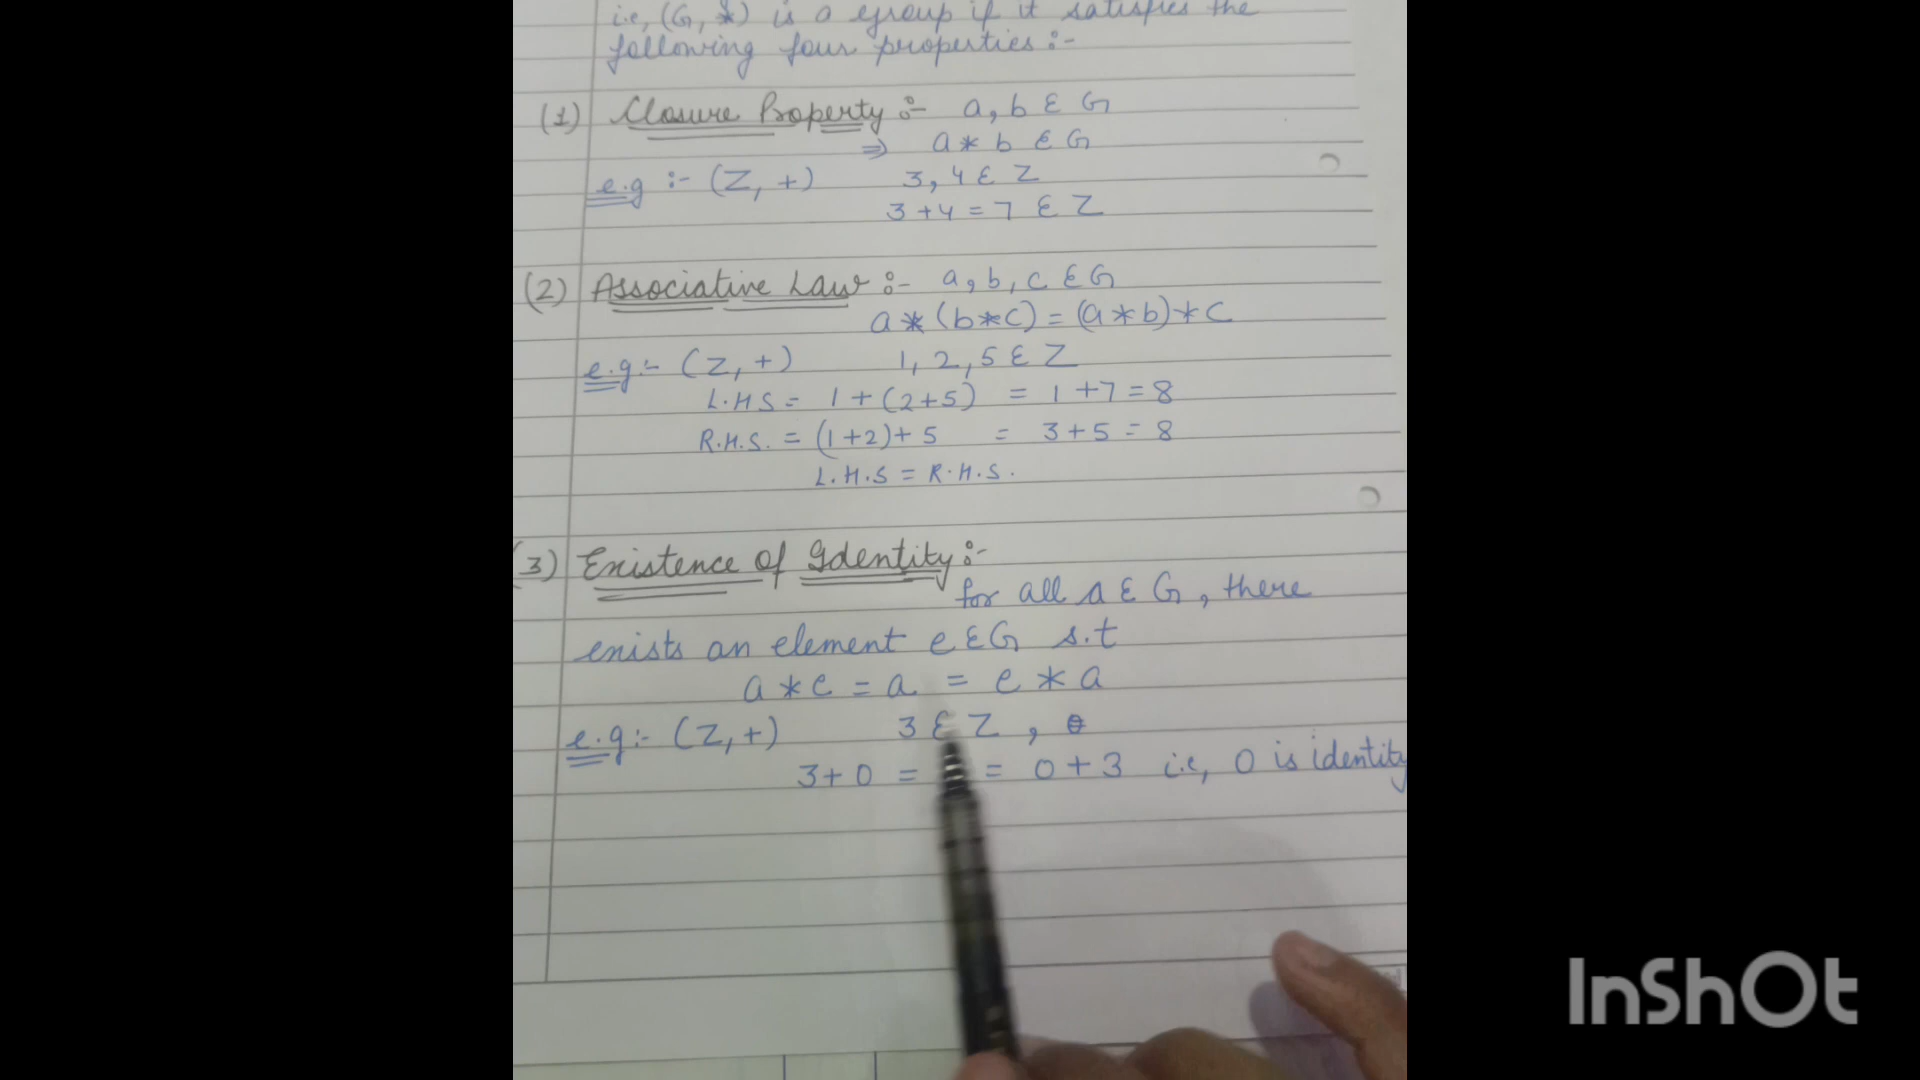 i.e, (G, *) is a group if it satisfies the
following four properties :-
(1) Closure Property :- a, b ε G
⇒ a * b ε G
e.g :- (Z, +) 3, 4 ε Z
3 + 4 = 7 ε Z
(2) Associative Law :- a, b, c ε G
a * (b * c) = (a * b) * c
e.g :- (Z, +) 1, 2, 5 ε Z
L.H.S = 1 + (2+5) = 1 + 7 = 8
R.H.S. = (1+2) + 5 = 3 + 5 = 8
L.H.S = R.H.S.
(3) Existence of Identity :-
for all a ε G, there
exists an element e ε G s.t
a * e = a = e * a
e.g :- (Z, +) 3 ε Z,
3 + 0 = = 0 + 3 i.e, 0 is identity
InShOt